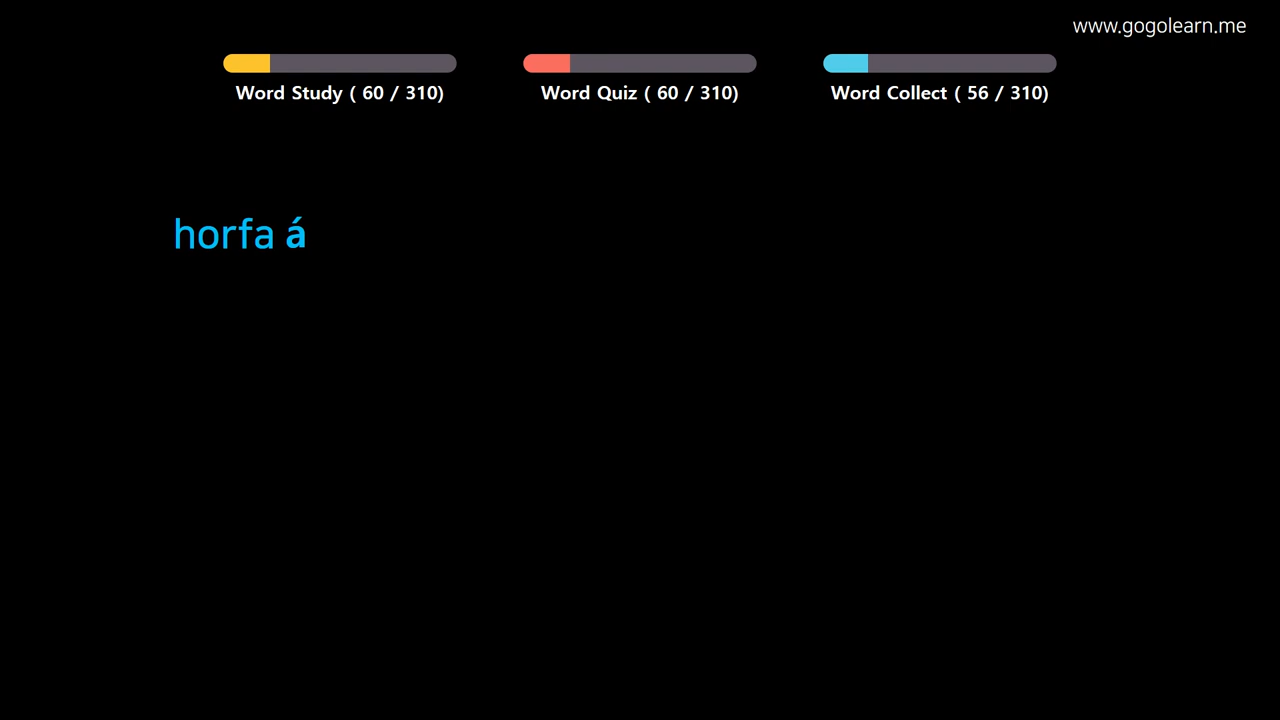 www.gogolearn.me
Word Study ( 60 / 310)
Word Quiz ( 60 / 310)
Word Collect ( 56 / 310)
horfa á